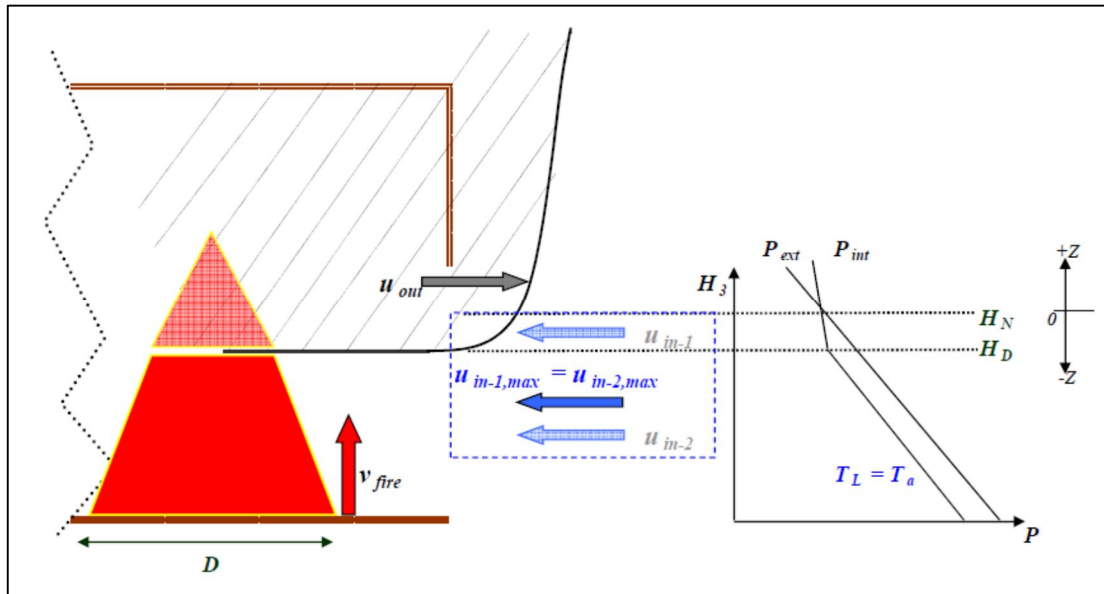 P ext P int +Z
H 3
u out
H N
0
u in-1
H D
u in-1,max = u in-2,max
-Z
u in-2
v fire
T L = T a
P
D